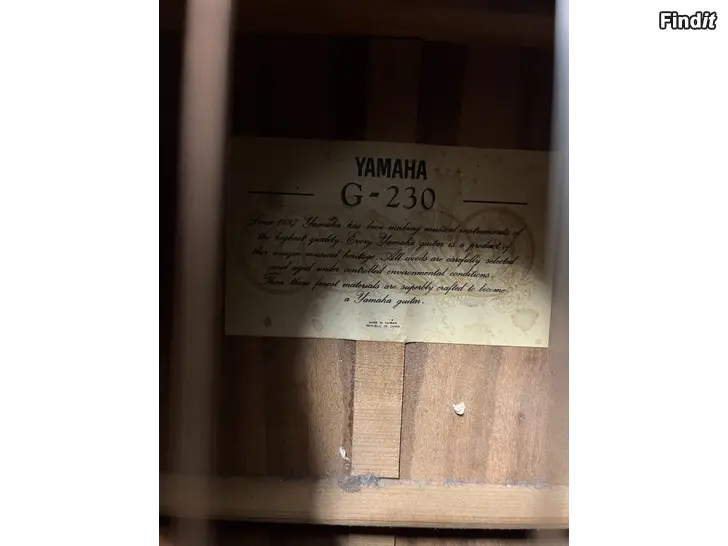 Findit
YAMAHA
G-230
Since 1887 Yamaha has been making musical instruments of
the highest quality. Every Yamaha guitar is a product of
this unique musical heritage. All woods are carefully selected
and aged under controlled environmental conditions.
Then these finest materials are superbly crafted to become
a Yamaha guitar.
MADE IN TAIWAN
REPUBLIC OF CHINA